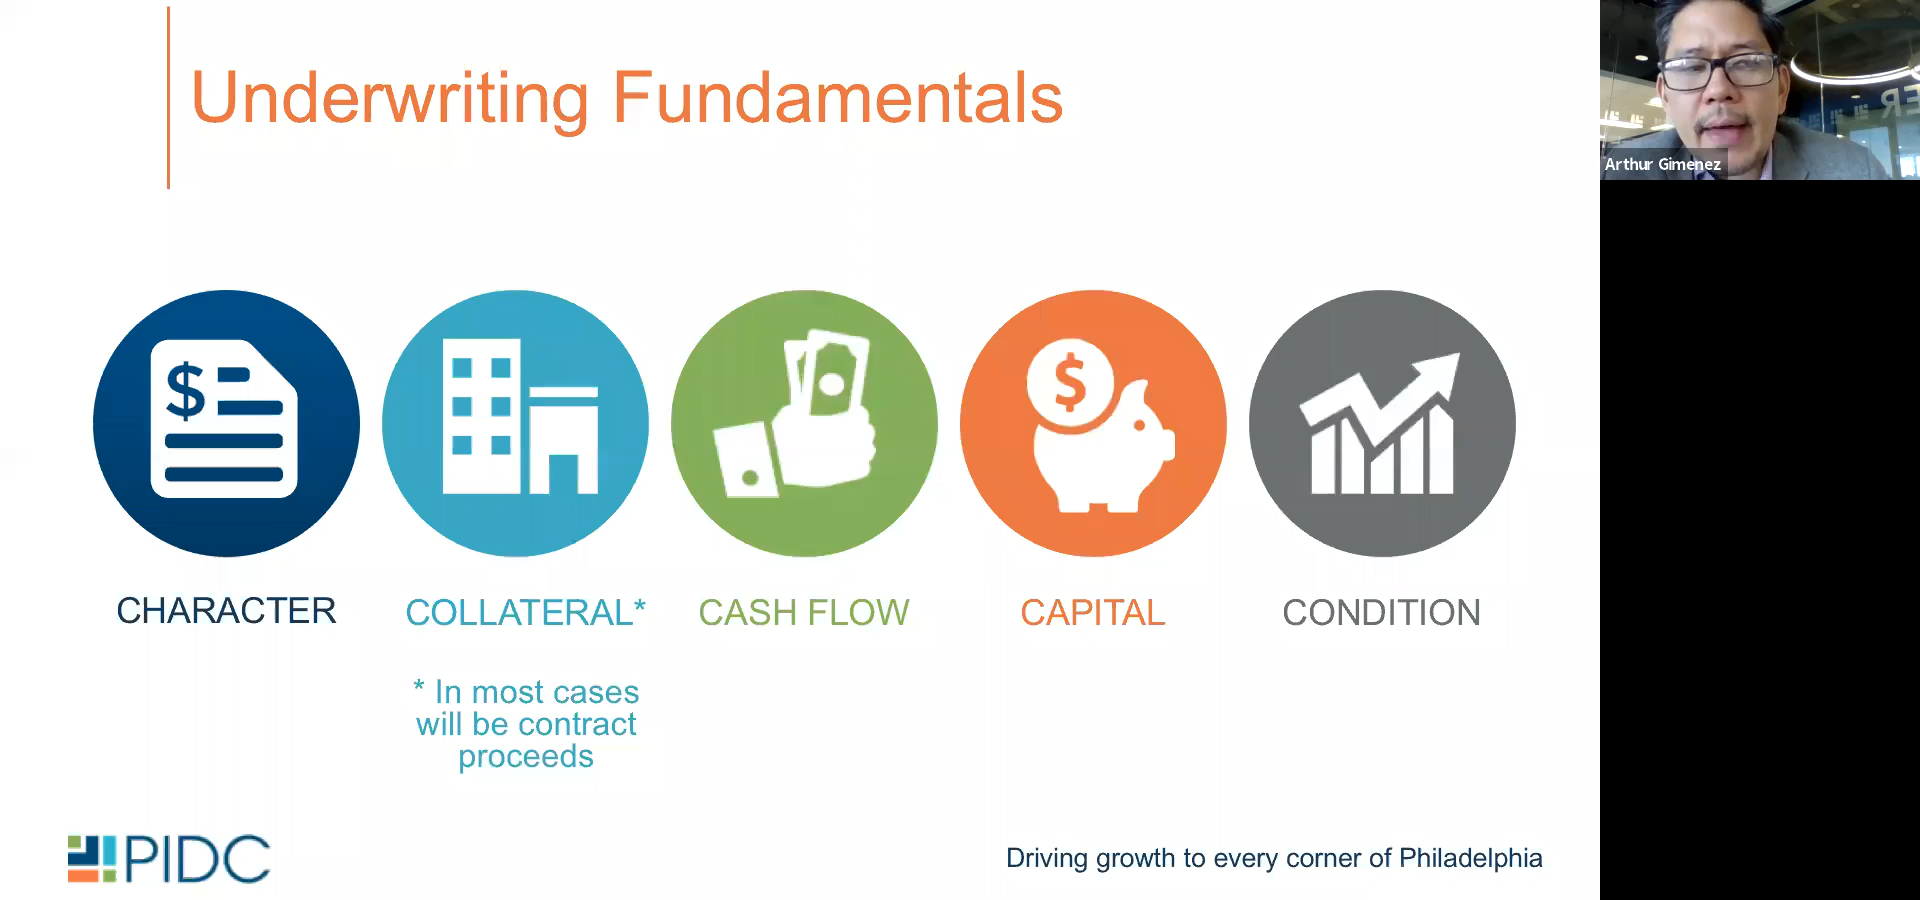 Underwriting Fundamentals
Arthur Gimenez
$
$
CHARACTER
COLLATERAL*
CASH FLOW
CAPITAL
CONDITION
* In most cases
will be contract
proceeds
PIDC
Driving growth to every corner of Philadelphia